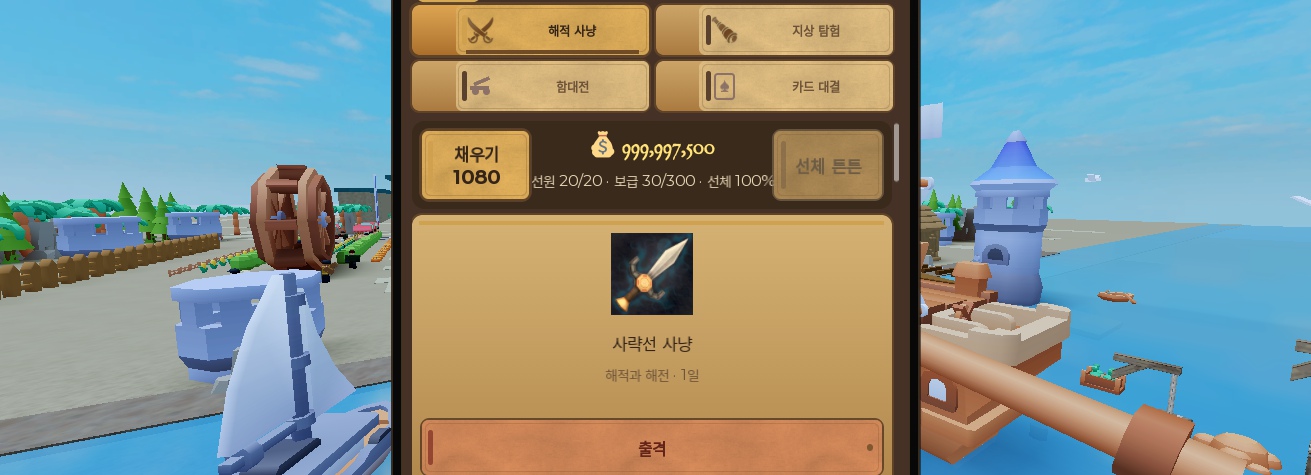 해적 사냥
지상 탐험
함대전
카드 대결
채우기
1080
999,997,500
선원 20/20 · 보급 30/300 · 선체 100%
선체 튼튼
사략선 사냥
해적과 해전 · 1일
출격